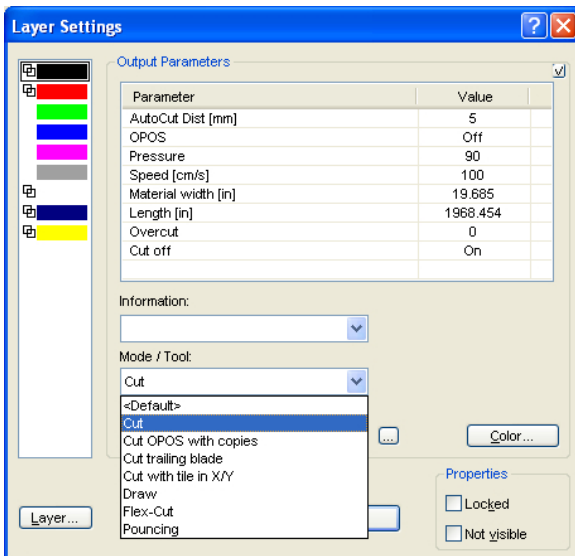 Layer Settings
Output Parameters
Parameter Value
AutoCut Dist [mm] 5
OPOS Off
Pressure 90
Speed [cm/s] 100
Material width [in] 19.685
Length [in] 1968.454
Overcut 0
Cut off On
Information:
Mode / Tool:
Cut
<Default>
Cut
Cut OPOS with copies
Cut trailing blade
Cut with tile in X/Y
Draw
Flex-Cut
Pouncing
...
Color...
Properties
Locked
Not visible
Layer...